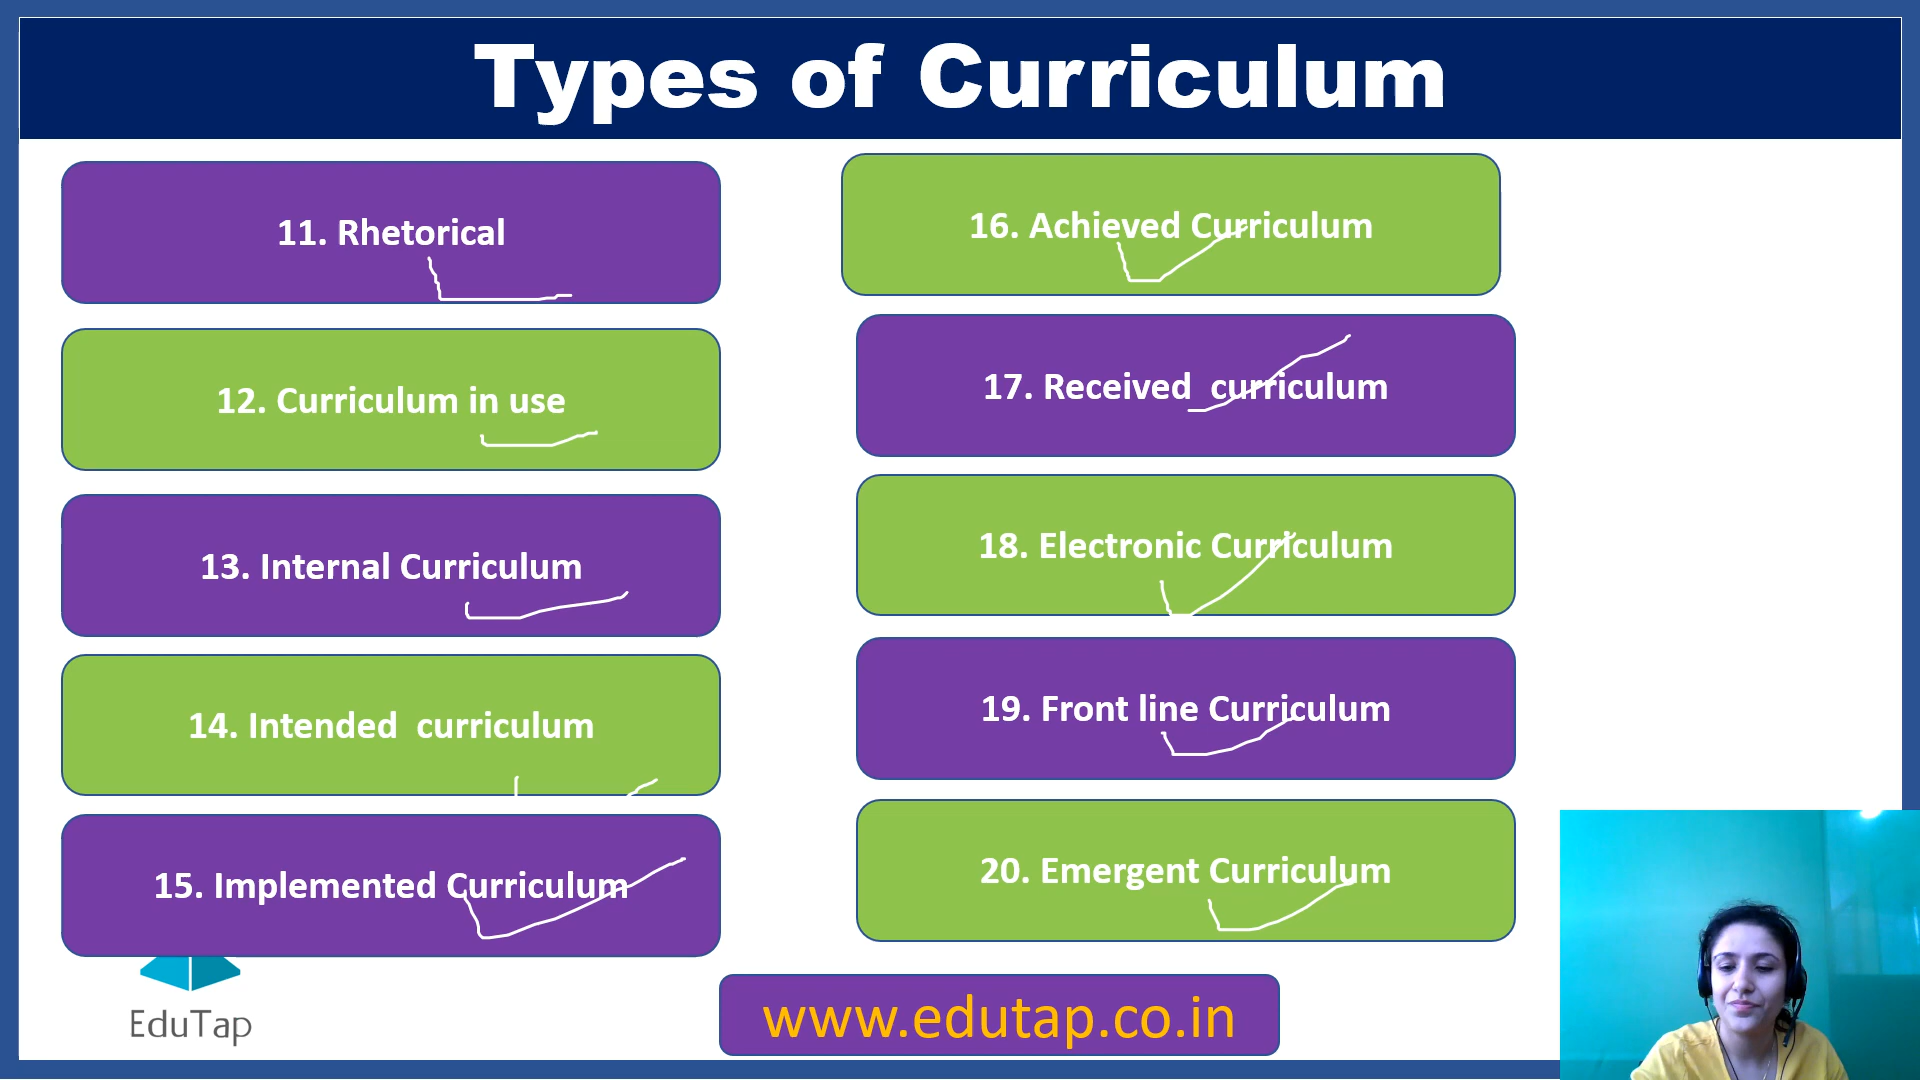 Types of Curriculum
11. Rhetorical
12. Curriculum in use
13. Internal Curriculum
14. Intended  curriculum
15. Implemented Curriculum
16. Achieved Curriculum
17. Received  curriculum
18. Electronic Curriculum
19. Front line Curriculum
20. Emergent Curriculum
EduTap
www.edutap.co.in